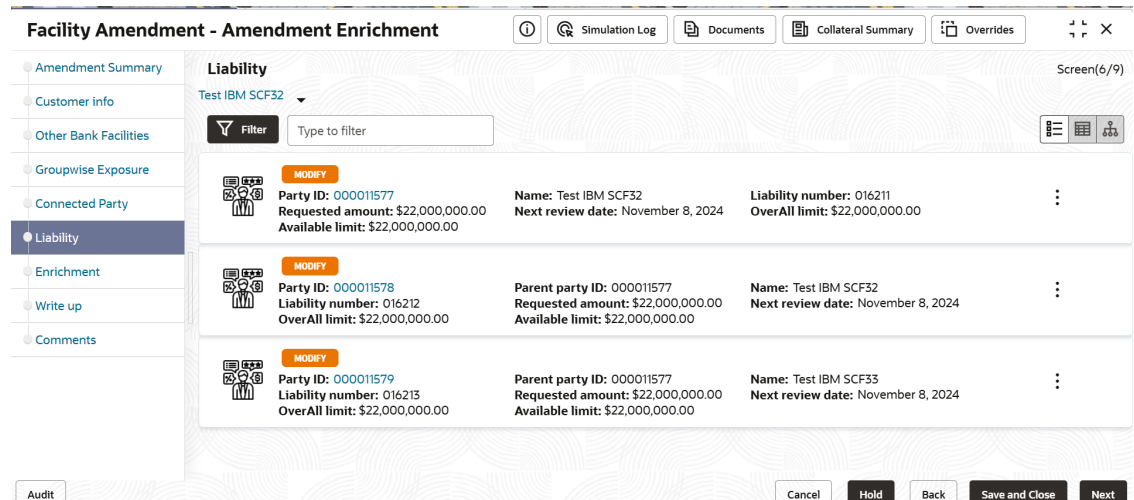 Facility Amendment - Amendment Enrichment
Simulation Log
Documents
Collateral Summary
Overrides
Amendment Summary
Customer info
Other Bank Facilities
Groupwise Exposure
Connected Party
Liability
Enrichment
Write up
Comments
Liability
Screen(6/9)
Test IBM SCF32
Filter
Type to filter
MODIFY
Party ID: 000011577 Name: Test IBM SCF32 Liability number: 016211
Requested amount: $22,000,000.00 Next review date: November 8, 2024 OverAll limit: $22,000,000.00
Available limit: $22,000,000.00
MODIFY
Party ID: 000011578 Parent party ID: 000011577 Name: Test IBM SCF32
Liability number: 016212 Requested amount: $22,000,000.00 Next review date: November 8, 2024
OverAll limit: $22,000,000.00 Available limit: $22,000,000.00
MODIFY
Party ID: 000011579 Parent party ID: 000011577 Name: Test IBM SCF33
Liability number: 016213 Requested amount: $22,000,000.00 Next review date: November 8, 2024
OverAll limit: $22,000,000.00 Available limit: $22,000,000.00
Audit
Cancel
Hold
Back
Save and Close
Next